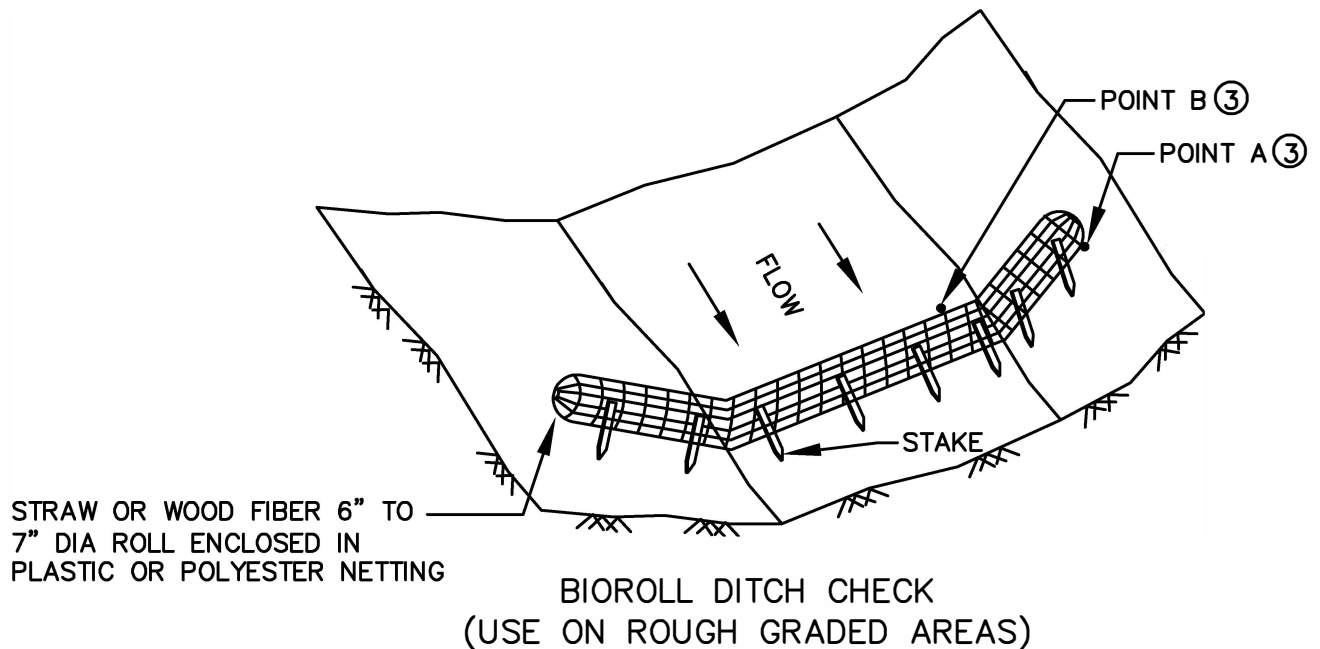 POINT B ③
POINT A ③
FLOW
STAKE
STRAW OR WOOD FIBER 6” TO
7” DIA ROLL ENCLOSED IN
PLASTIC OR POLYESTER NETTING
BIOROLL DITCH CHECK
(USE ON ROUGH GRADED AREAS)